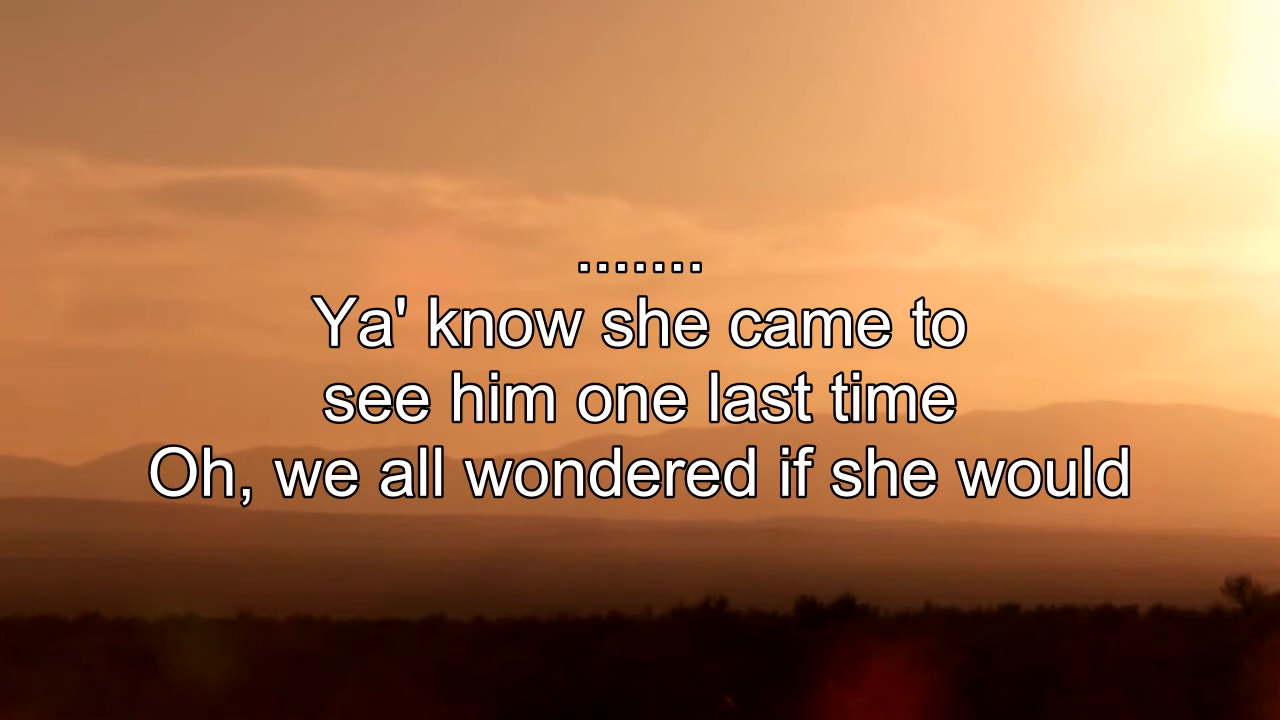 .......
Ya' know she came to
see him one last time
Oh, we all wondered if she would